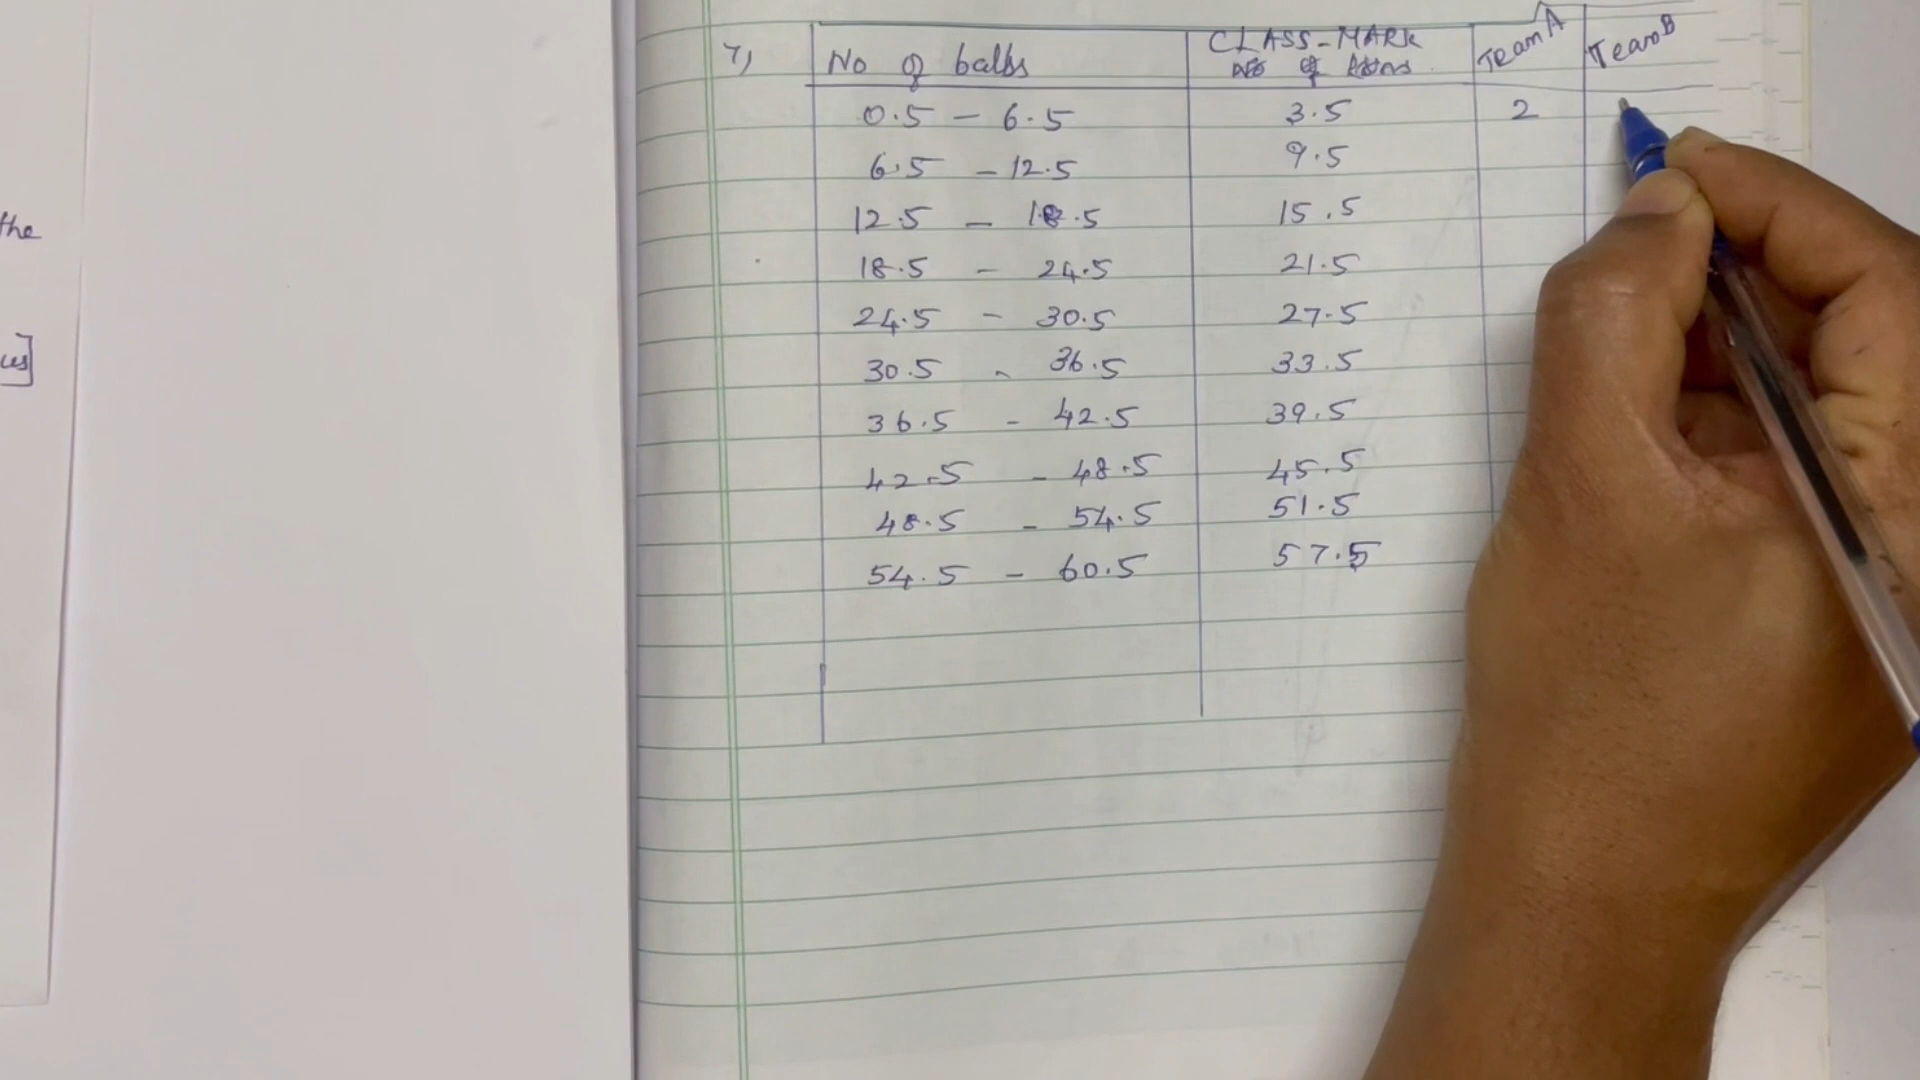 the
us]
7) No of balls CLASS-MARK Team A Team B
0.5 - 6.5 3.5 2
6.5 - 12.5 9.5
12.5 - 18.5 15.5
18.5 - 24.5 21.5
24.5 - 30.5 27.5
30.5 - 36.5 33.5
36.5 - 42.5 39.5
42.5 - 48.5 45.5
48.5 - 54.5 51.5
54.5 - 60.5 57.5